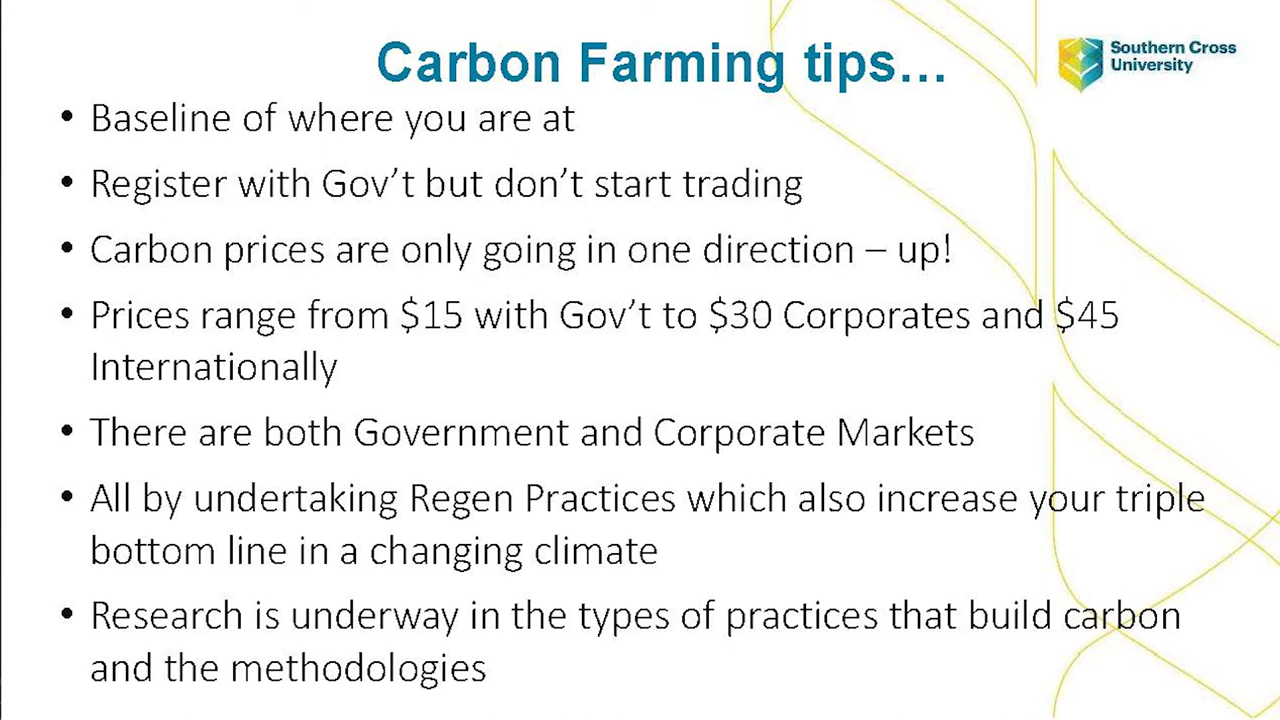 Carbon Farming tips...
Southern Cross
University
• Baseline of where you are at
• Register with Gov't but don't start trading
• Carbon prices are only going in one direction – up!
• Prices range from $15 with Gov't to $30 Corporates and $45
Internationally
• There are both Government and Corporate Markets
• All by undertaking Regen Practices which also increase your triple
bottom line in a changing climate
• Research is underway in the types of practices that build carbon
and the methodologies